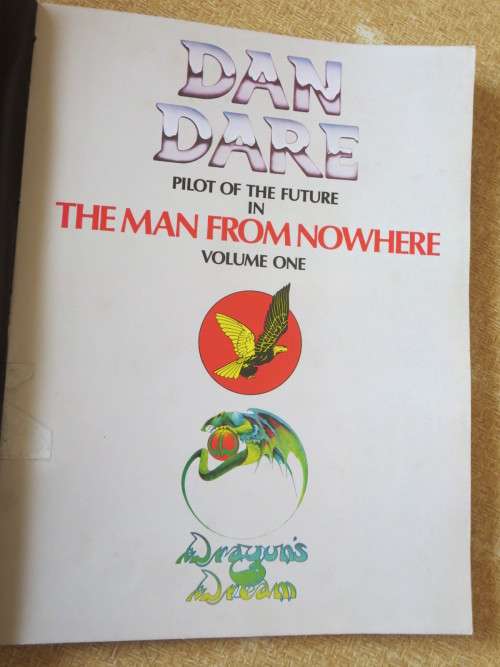 DAN
DARE
PILOT OF THE FUTURE
IN
THE MAN FROM NOWHERE
VOLUME ONE
Dragon's
Dream